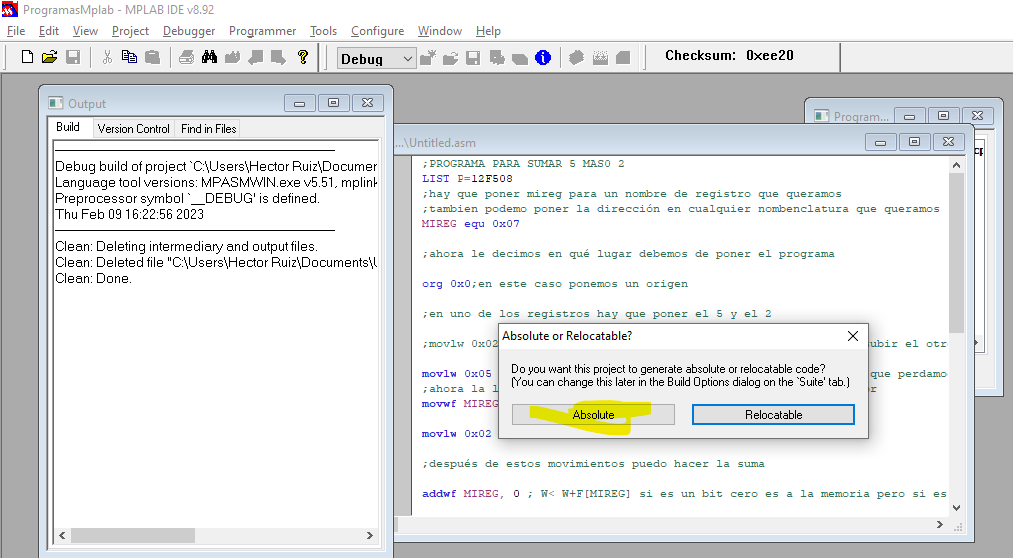 ProgramasMplab - MPLAB IDE v8.92
File Edit View Project Debugger Programmer Tools Configure Window Help
Debug
Checksum: 0xee20
Output
Build Version Control Find in Files
Debug build of project `C:\Users\Hector Ruiz\Documen
Language tool versions: MPASMWIN.exe v5.51, mplink
Preprocessor symbol `__DEBUG' is defined.
Thu Feb 09 16:22:56 2023
Clean: Deleting intermediary and output files.
Clean: Deleted file "C:\Users\Hector Ruiz\Documents\
Clean: Done.
Program...
...\Untitled.asm
;PROGRAMA PARA SUMAR 5 MAS0 2
LIST P=12F508
;hay que poner mireg para un nombre de registro que queramos
;tambien podemo poner la dirección en cualquier nombenclatura que queramos
MIREG equ 0x07
;ahora le decimos en qué lugar debemos de poner el programa
org 0x0;en este caso ponemos un origen
;en uno de los registros hay que poner el 5 y el 2
;movlw 0x02
ubir el otr
movlw 0x05
que perdamo
;ahora la l
or
movwf MIREG
movlw 0x02
;después de estos movimientos puedo hacer la suma
addwf MIREG, 0 ; W< W+F[MIREG] si es un bit cero es a la memoria pero si es
Absolute or Relocatable?
Do you want this project to generate absolute or relocatable code?
(You can change this later in the Build Options dialog on the `Suite' tab.)
Absolute Relocatable